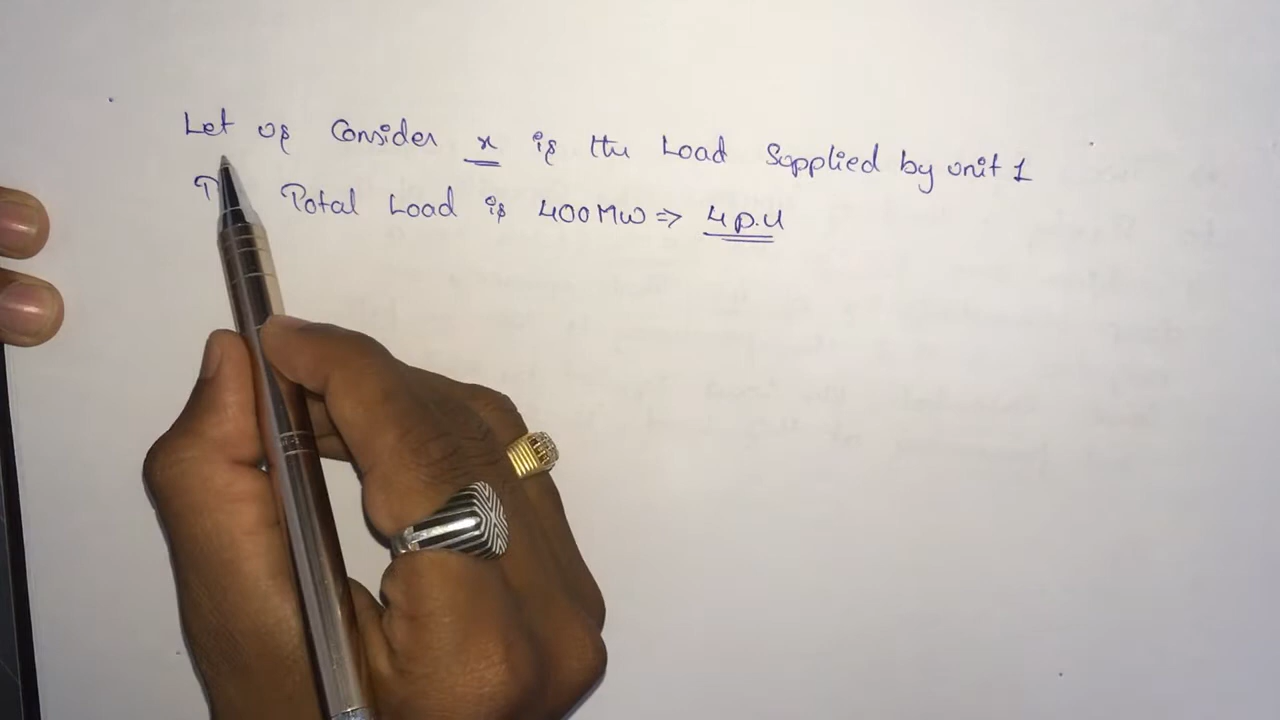 Let us Consider x is the Load Supplied by unit 1
Total Load is 400 MW => 4 p.u